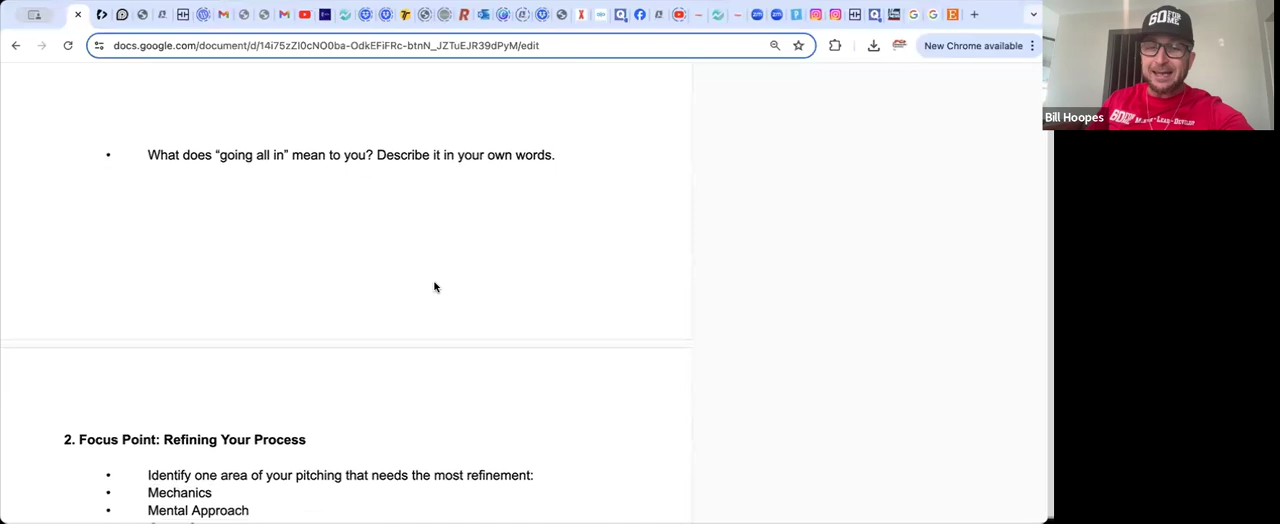 docs.google.com/document/d/14i75zZl0cNO0ba-OdkEFiFRc-btnN_JZTuEJR39dPyM/edit
New Chrome available
Bill Hoopes
• What does “going all in” mean to you? Describe it in your own words.
2. Focus Point: Refining Your Process
• Identify one area of your pitching that needs the most refinement:
• Mechanics
• Mental Approach